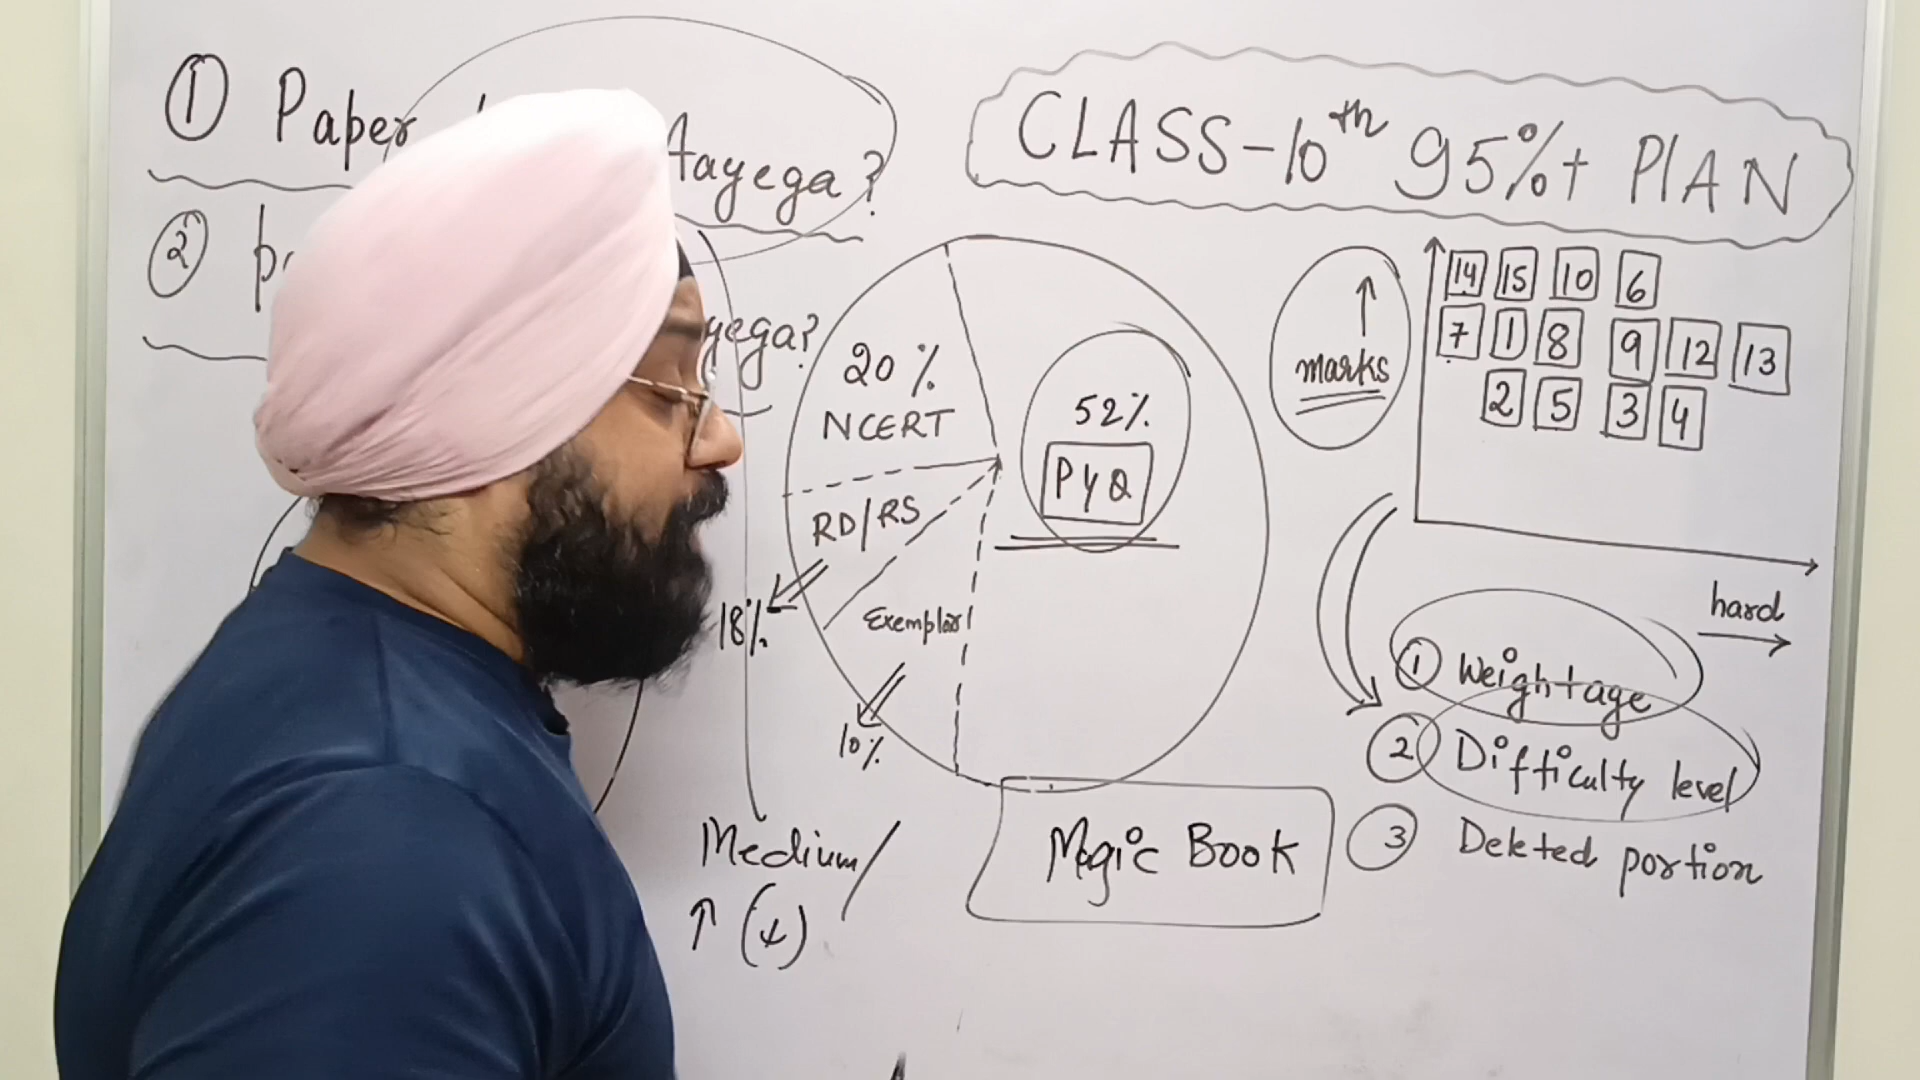 ① Paper Aayega?
②
CLASS-10th 95%+ PLAN
20%
NCERT
RD/RS
18%
Exemplar
10%
52%
PYQ
marks ↑
14 15 10 6
7 1 8 9 12 13
2 5 3 4
hard
→
① Weightage
② Difficulty level
③ Deleted portion
Medium/
↑
Magic Book